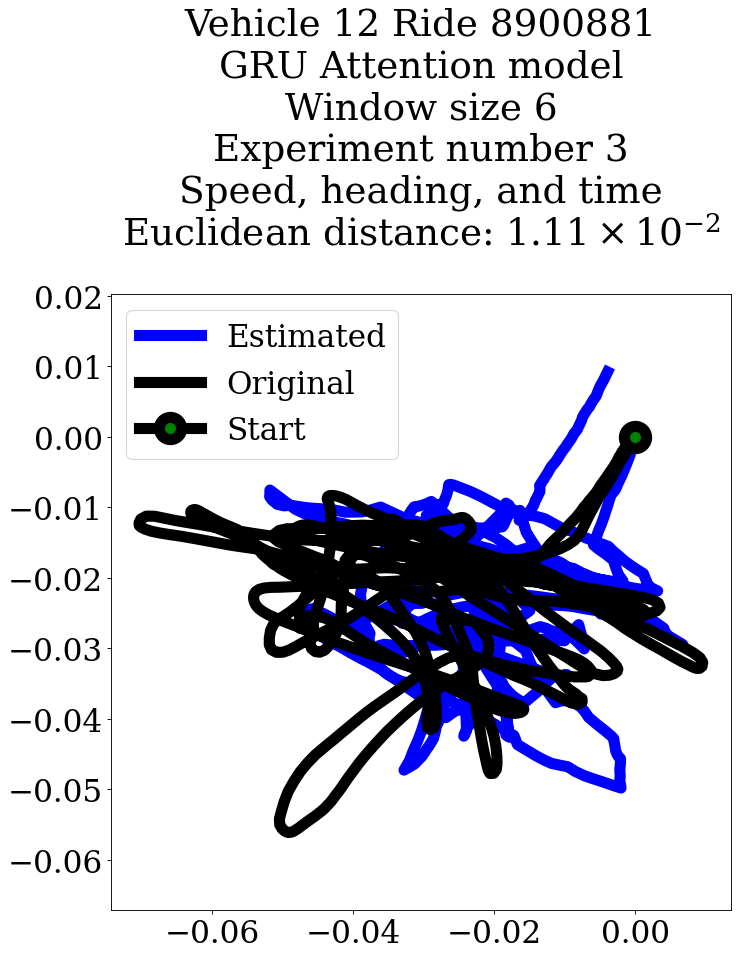 Vehicle 12 Ride 8900881
GRU Attention model
Window size 6
Experiment number 3
Speed, heading, and time
Euclidean distance: $1.11 \times 10^{-2}$
0.02
0.01
0.00
−0.01
−0.02
−0.03
−0.04
−0.05
−0.06
Estimated
Original
Start
−0.06 −0.04 −0.02 0.00